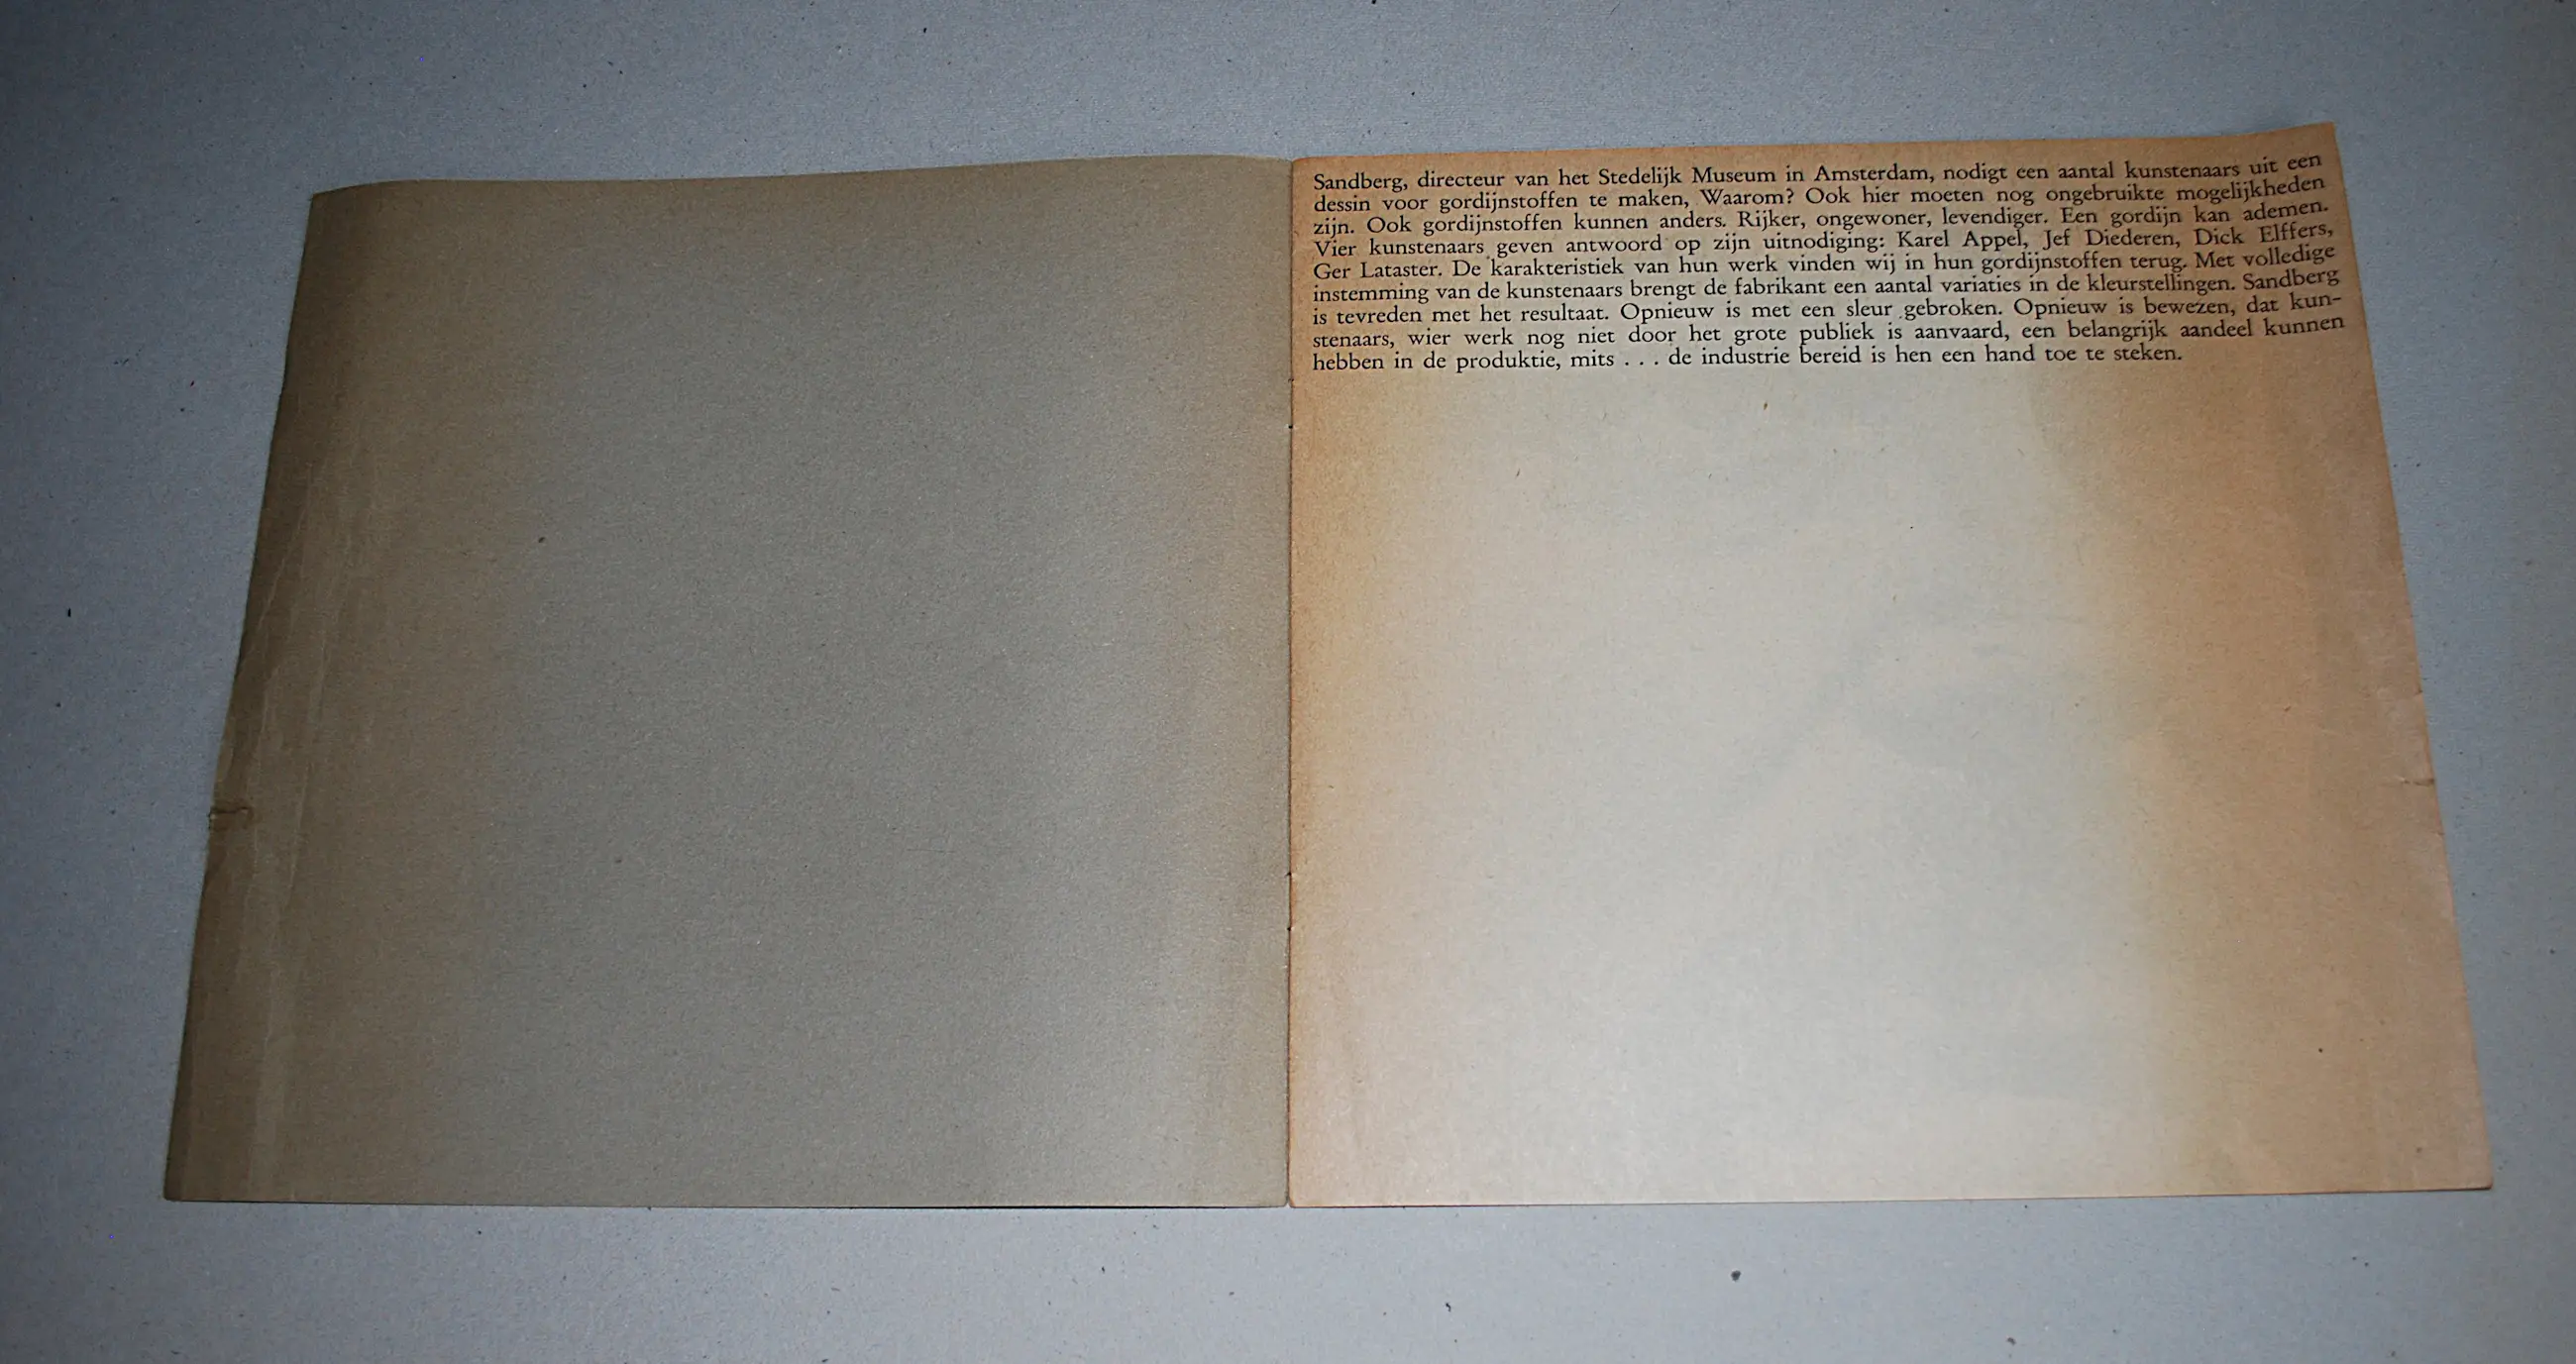 Sandberg, directeur van het Stedelijk Museum in Amsterdam, nodigt een aantal kunstenaars uit een
dessin voor gordijnstoffen te maken, Waarom? Ook hier moeten nog ongebruikte mogelijkheden
zijn. Ook gordijnstoffen kunnen anders. Rijker, ongewoner, levendiger. Een gordijn kan ademen.
Vier kunstenaars geven antwoord op zijn uitnodiging: Karel Appel, Jef Diederen, Dick Elffers,
Ger Lataster. De karakteristiek van hun werk vinden wij in hun gordijnstoffen terug. Met volledige
instemming van de kunstenaars brengt de fabrikant een aantal variaties in de kleurstellingen. Sandberg
is tevreden met het resultaat. Opnieuw is met een sleur gebroken. Opnieuw is bewezen, dat kun-
stenaars, wier werk nog niet door het grote publiek is aanvaard, een belangrijk aandeel kunnen
hebben in de produktie, mits . . . de industrie bereid is hen een hand toe te steken.